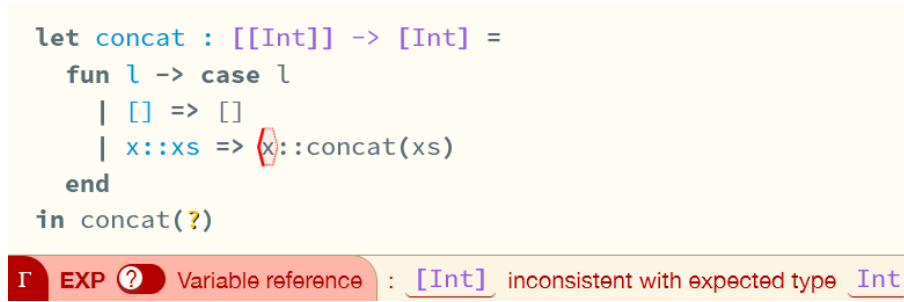 let concat : [[Int]] -> [Int] =
fun l -> case l
| [] => []
| x::xs => x::concat(xs)
end
in concat(?)
Γ EXP ? Variable reference : [Int] inconsistent with expected type Int